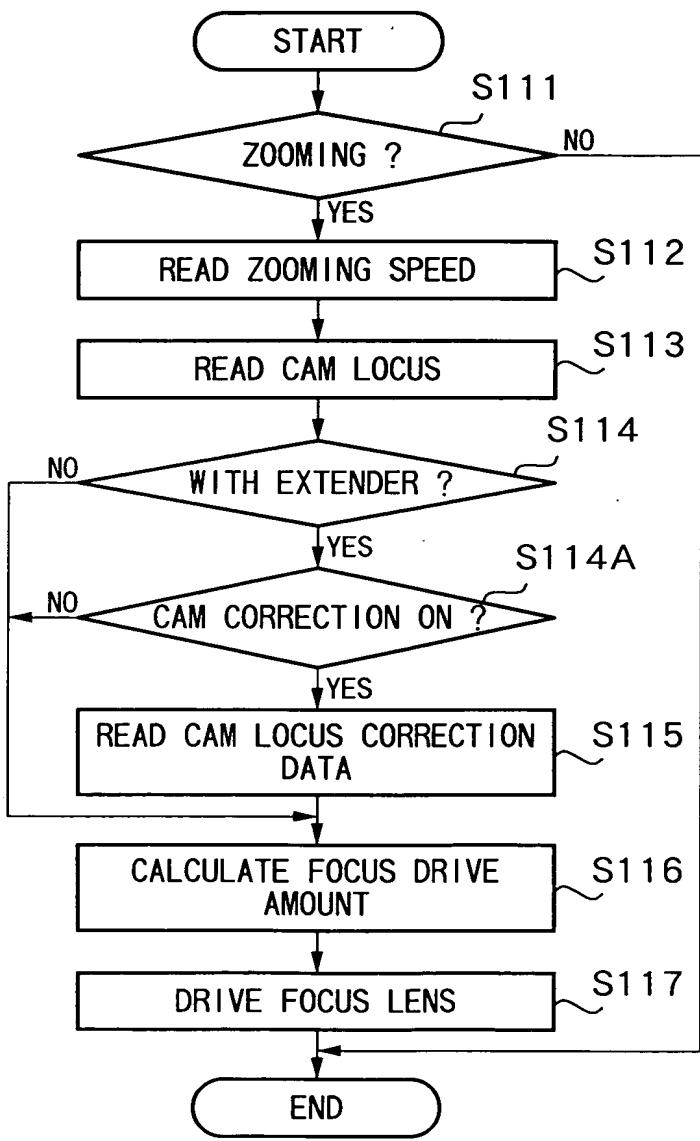 START
S111
ZOOMING ?
NO
YES
READ ZOOMING SPEED
S112
READ CAM LOCUS
S113
S114
NO
WITH EXTENDER ?
YES
S114A
NO
CAM CORRECTION ON ?
YES
READ CAM LOCUS CORRECTION
DATA
S115
CALCULATE FOCUS DRIVE
AMOUNT
S116
DRIVE FOCUS LENS
S117
END